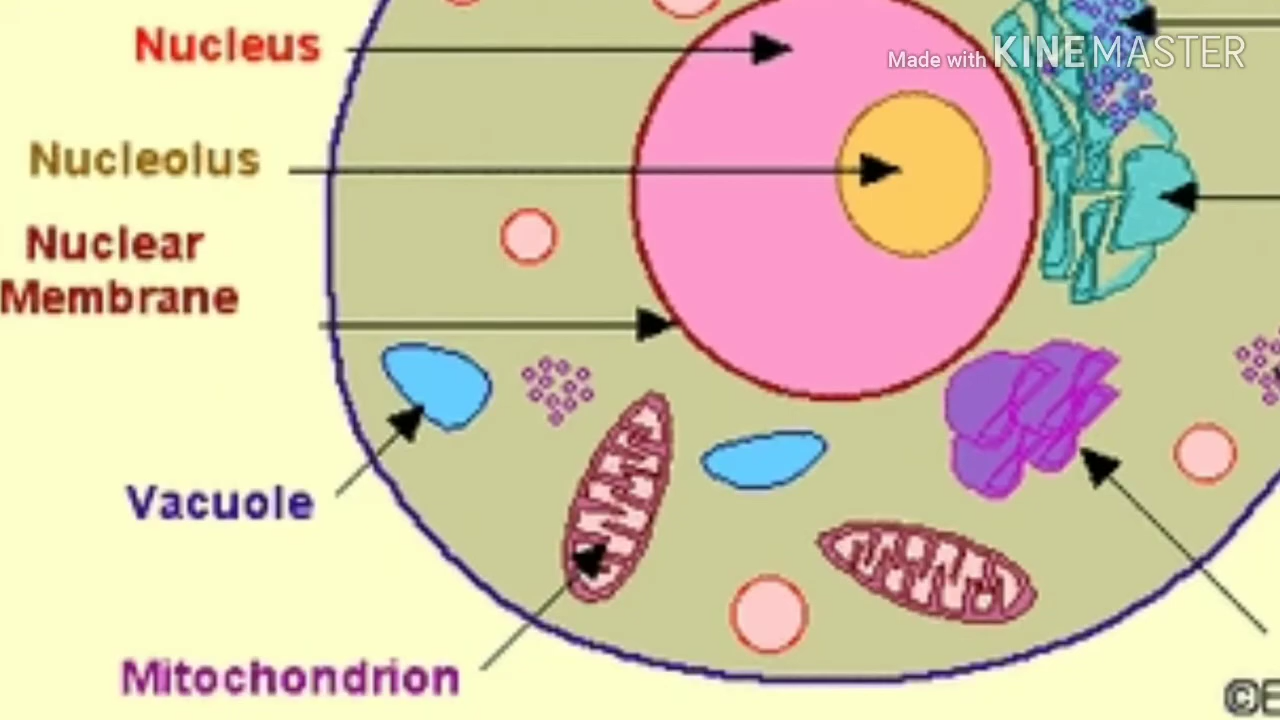 Nucleus
Made with KINEMASTER
Nucleolus
Nuclear
Membrane
Vacuole
Mitochondrion
©E